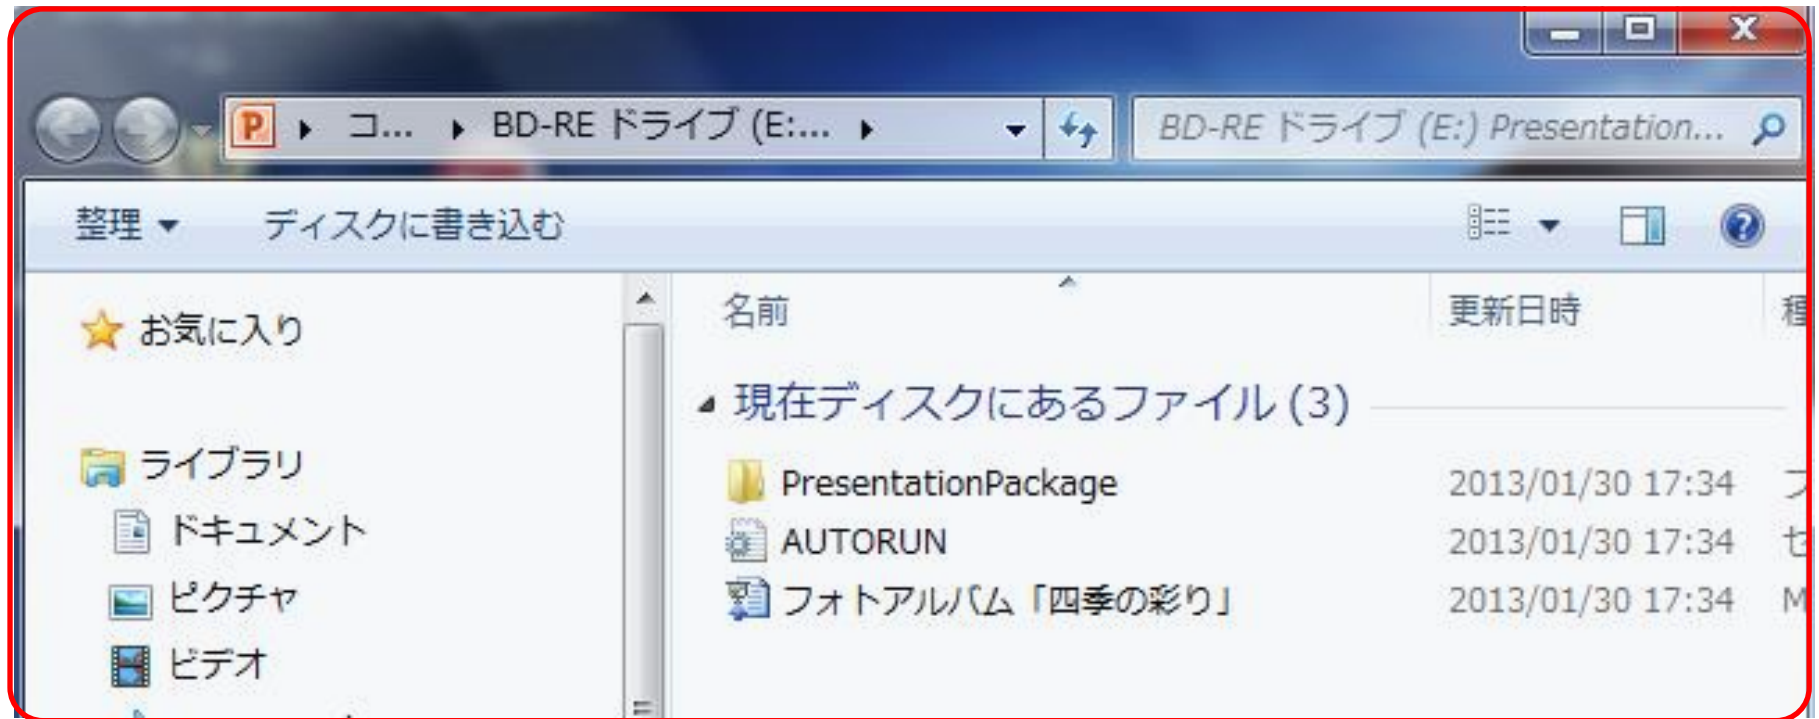 コ... BD-RE ドライブ (E:... BD-RE ドライブ (E:) Presentation...
整理 ディスクに書き込む
お気に入り
ライブラリ
ドキュメント
ピクチャ
ビデオ
名前 更新日時 種
現在ディスクにあるファイル (3)
PresentationPackage 2013/01/30 17:34 フ
AUTORUN 2013/01/30 17:34 セ
フォトアルバム「四季の彩り」 2013/01/30 17:34 M